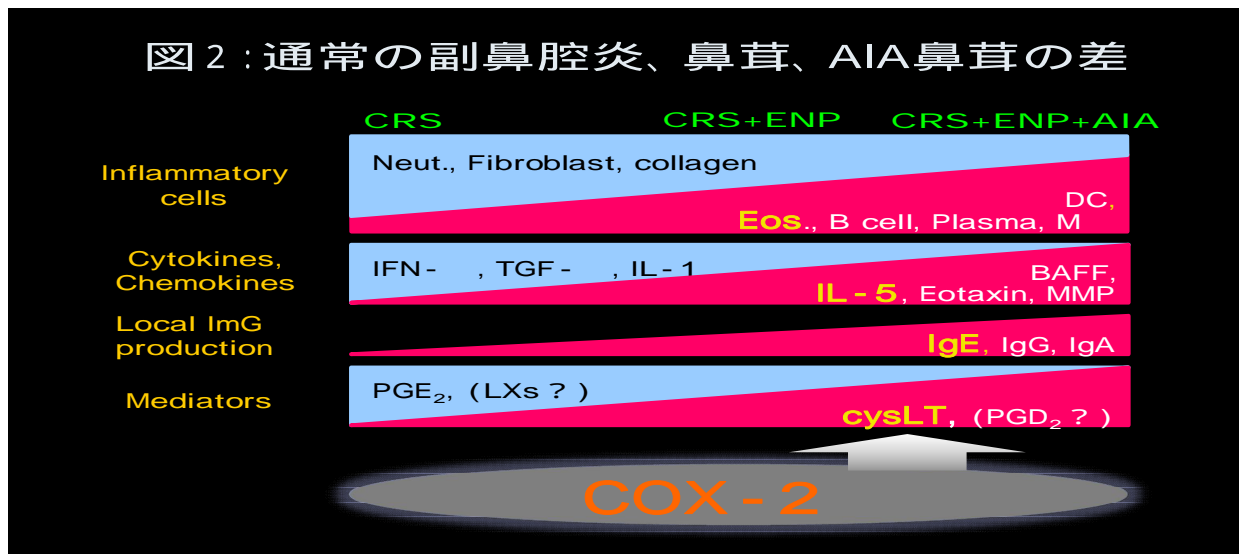 図2：通常の副鼻腔炎、鼻茸、AIA鼻茸の差
CRS
CRS+ENP
CRS+ENP+AIA
Inflammatory
cells
Neut., Fibroblast, collagen
DC,
Eos., B cell, Plasma, M
Cytokines,
Chemokines
IFN- , TGF- , IL-1
BAFF,
IL-5, Eotaxin, MMP
Local ImG
production
IgE, IgG, IgA
Mediators
PGE₂, (LXs ? )
cysLT, (PGD₂ ? )
COX-2